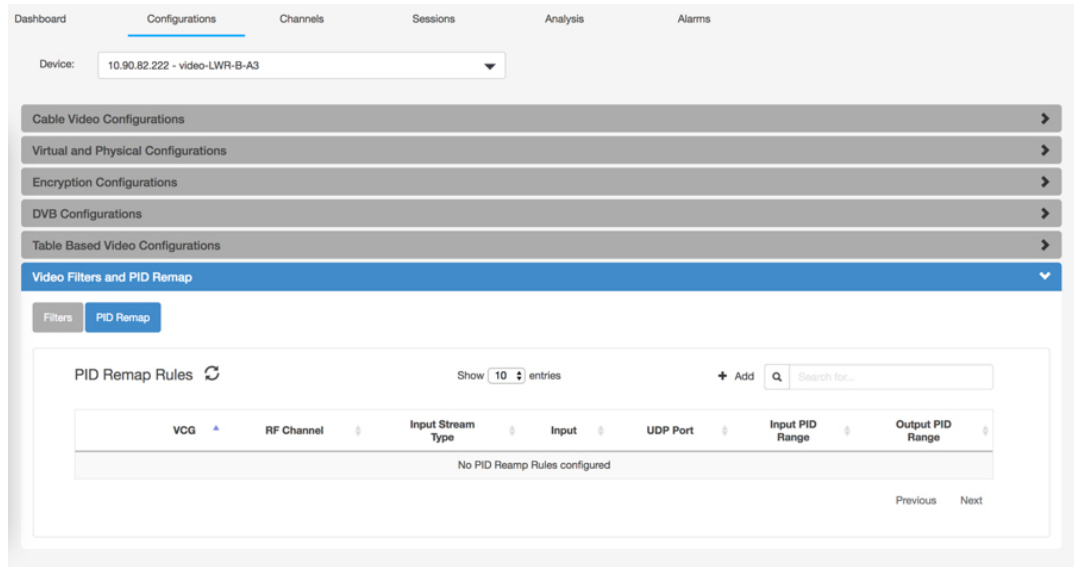 Dashboard Configurations Channels Sessions Analysis Alarms
Device: 10.90.82.222 - video-LWR-B-A3
Cable Video Configurations
Virtual and Physical Configurations
Encryption Configurations
DVB Configurations
Table Based Video Configurations
Video Filters and PID Remap
Filters PID Remap
PID Remap Rules Show 10 entries + Add Search for...
VCG RF Channel Input Stream Type Input UDP Port Input PID Range Output PID Range
No PID Reamp Rules configured
Previous Next